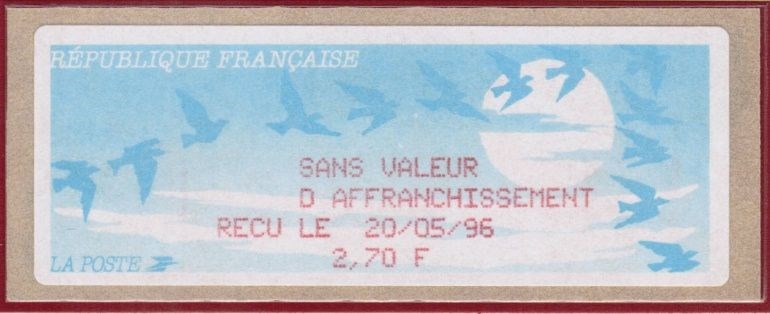 RÉPUBLIQUE FRANÇAISE
SANS VALEUR
D AFFRANCHISSEMENT
RECU LE 20/05/96
2,70 F
LA POSTE